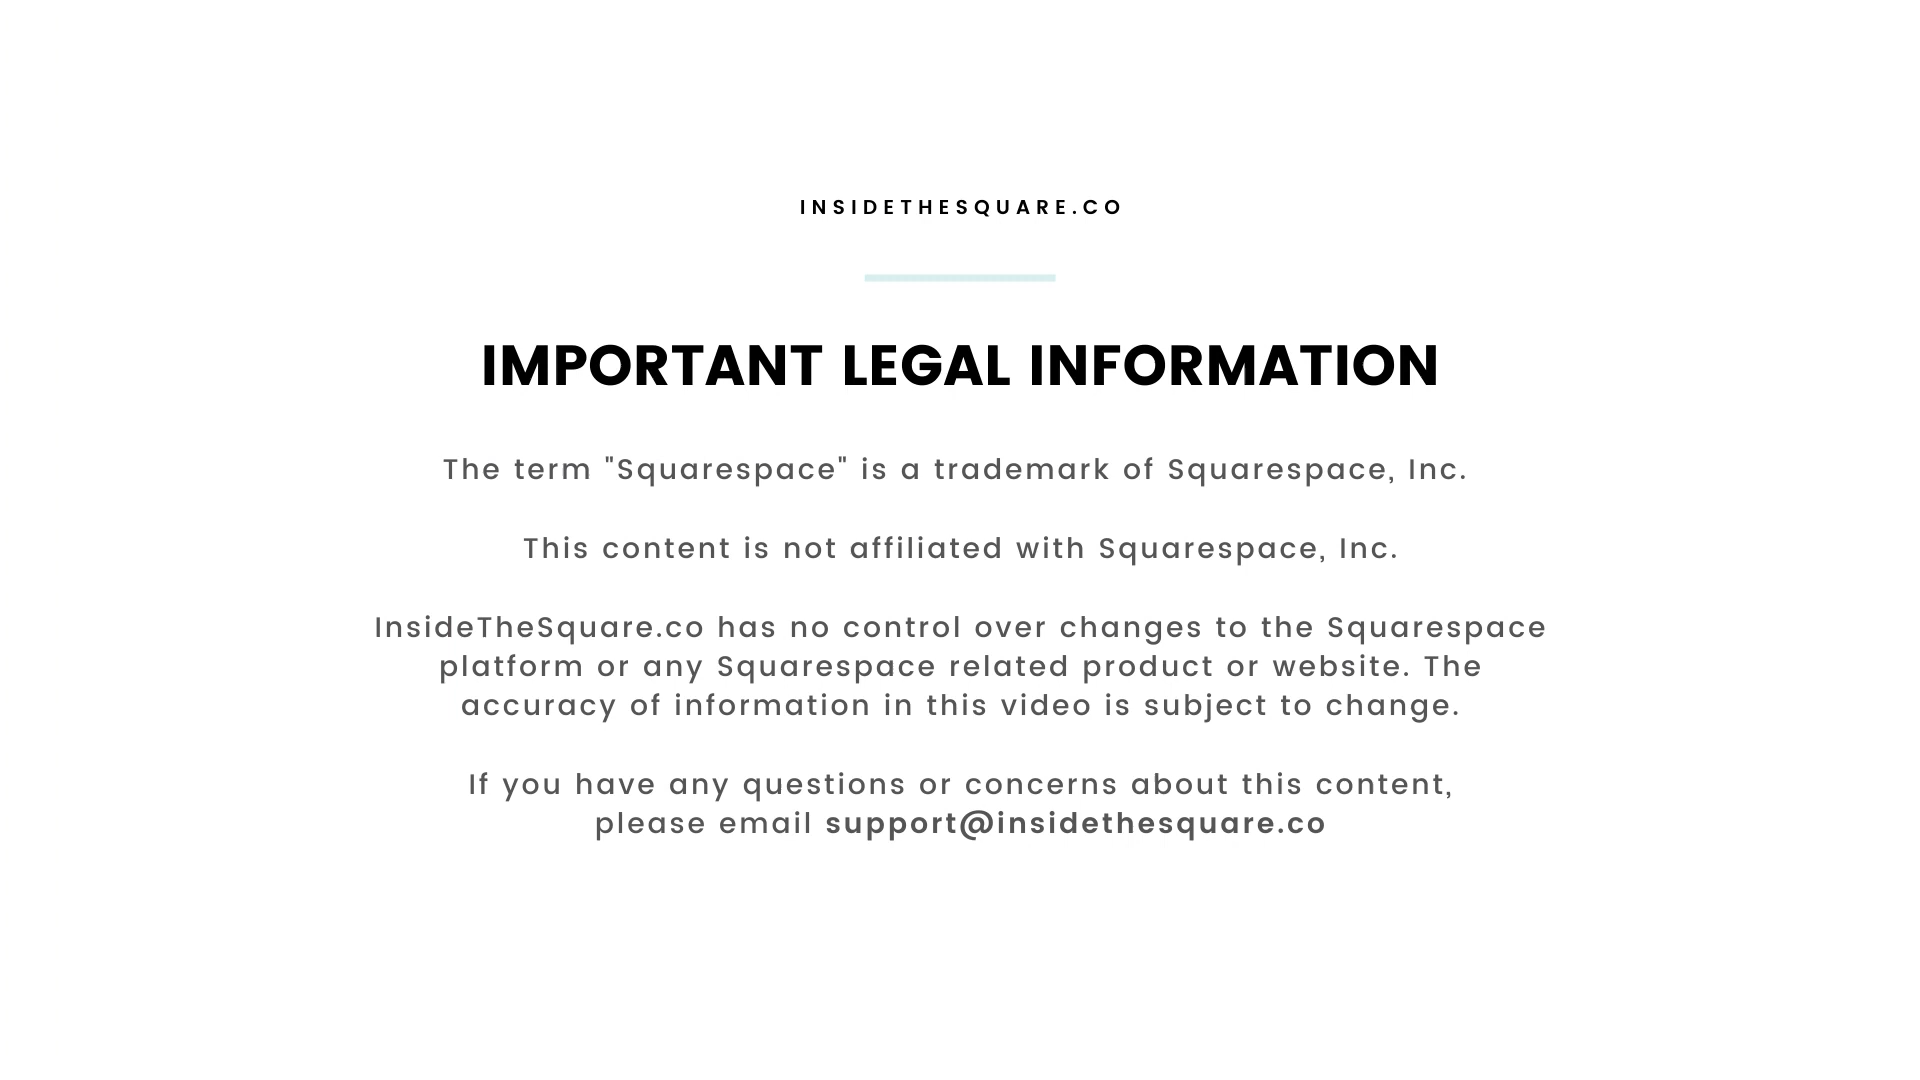 INSIDETHESQUARE.CO
IMPORTANT LEGAL INFORMATION
The term "Squarespace" is a trademark of Squarespace, Inc.
This content is not affiliated with Squarespace, Inc.
InsideTheSquare.co has no control over changes to the Squarespace
platform or any Squarespace related product or website. The
accuracy of information in this video is subject to change.
If you have any questions or concerns about this content,
please email support@insidethesquare.co